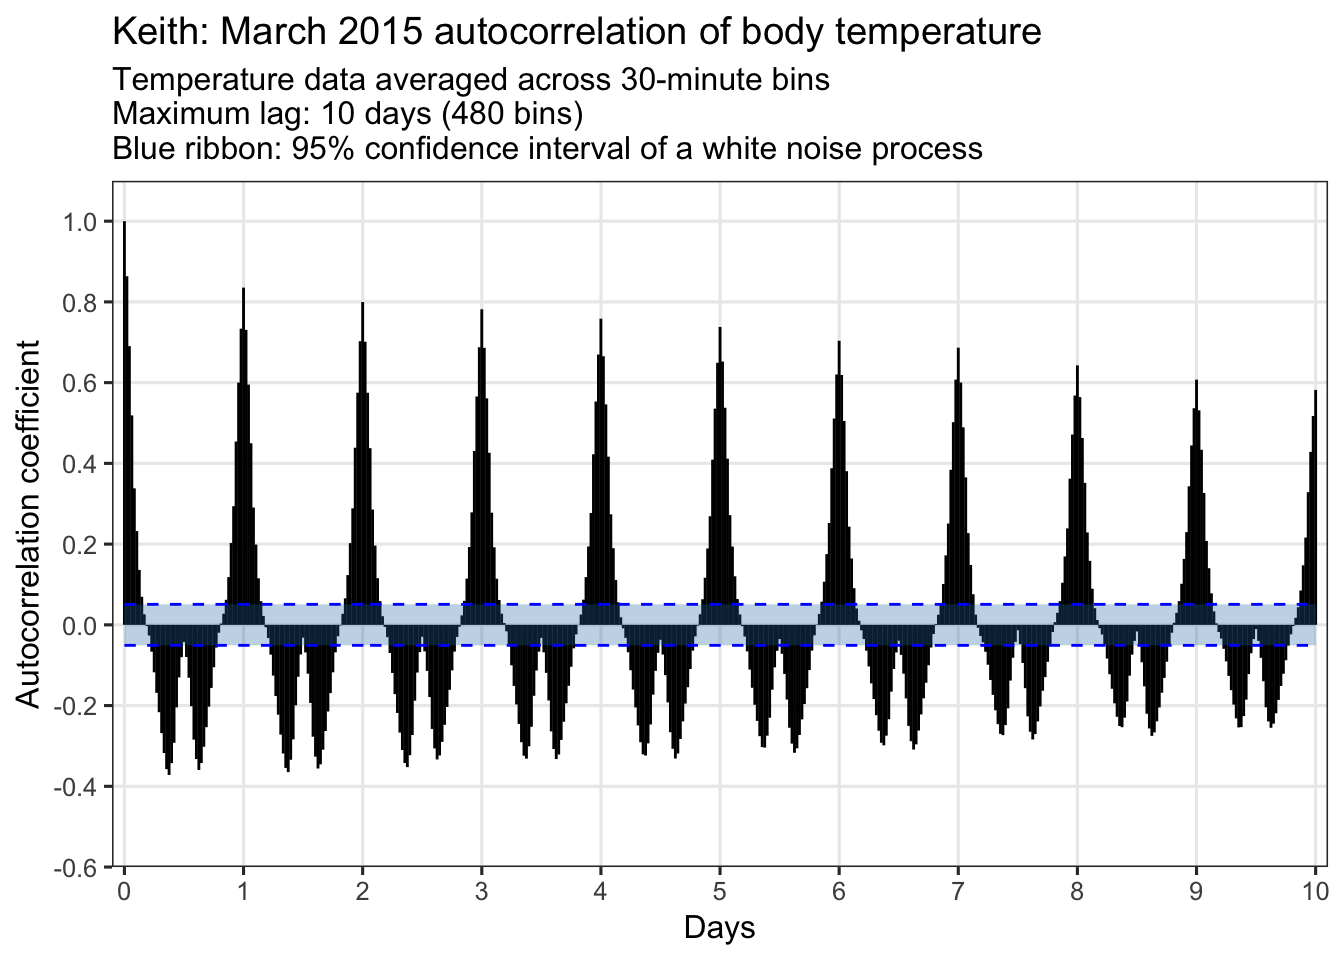 Keith: March 2015 autocorrelation of body temperature
Temperature data averaged across 30-minute bins
Maximum lag: 10 days (480 bins)
Blue ribbon: 95% confidence interval of a white noise process
Autocorrelation coefficient
1.0
0.8
0.6
0.4
0.2
0.0
-0.2
-0.4
-0.6
0 1 2 3 4 5 6 7 8 9 10
Days